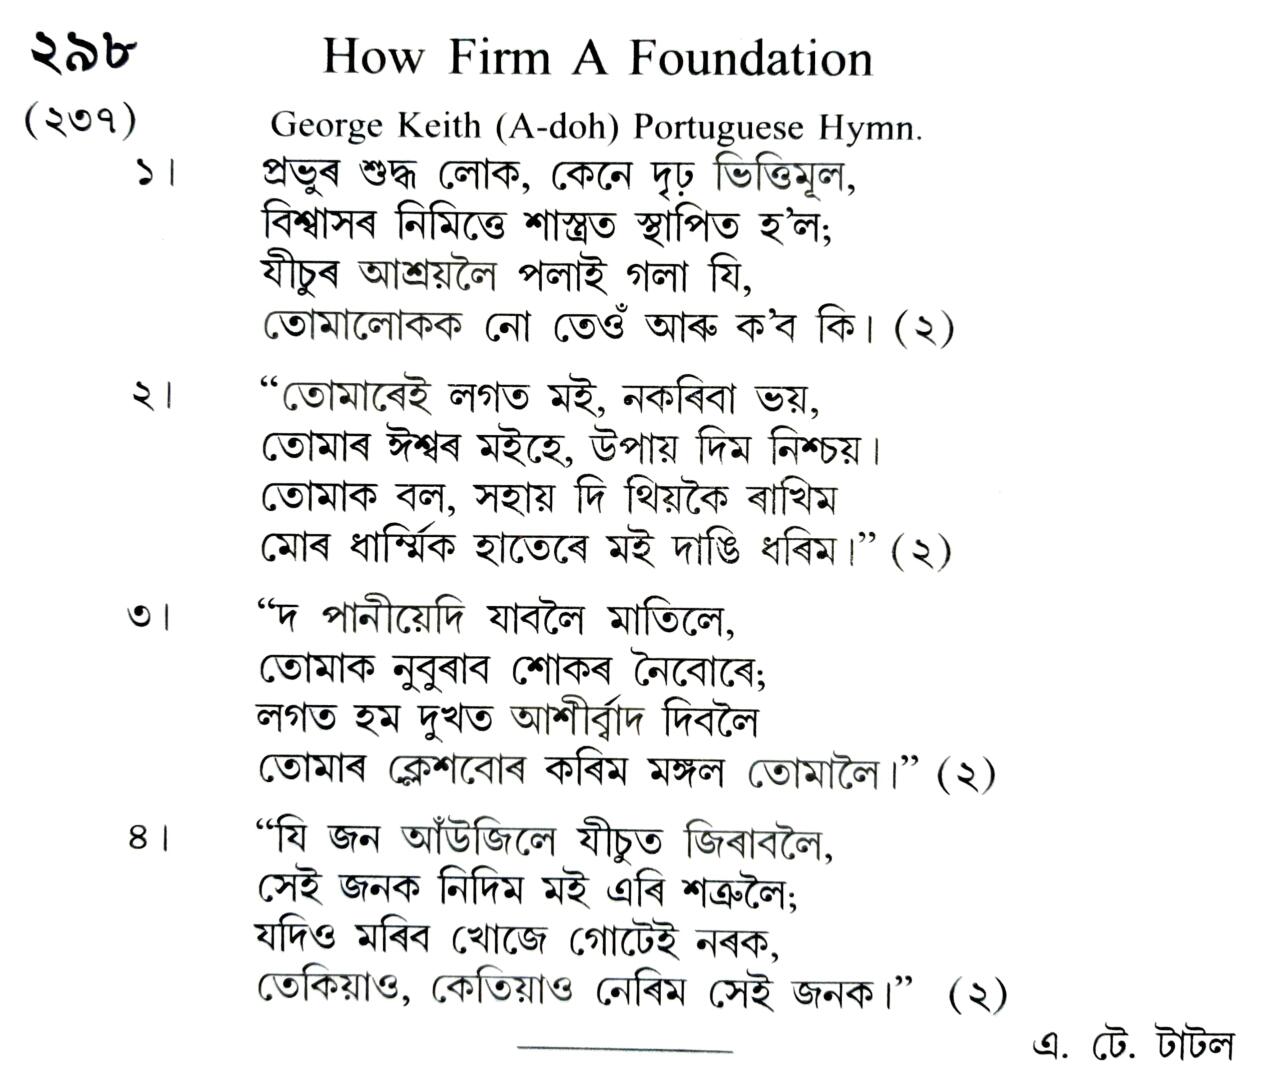 ২৯৮ How Firm A Foundation
(২৩৭) George Keith (A-doh) Portuguese Hymn.
১। প্ৰভুৰ শুদ্ধ লোক, কেনে দৃঢ় ভিত্তিমূল,
বিশ্বাসৰ নিমিত্তে শাস্ত্ৰত স্থাপিত হ’ল;
যীচুৰ আশ্ৰয়লৈ পলাই গলা যি,
তোমালোকক নো তেওঁ আৰু ক’ব কি। (২)
২। “তোমাৰেই লগত মই, নকৰিবা ভয়,
তোমাৰ ঈশ্বৰ মইহে, উপায় দিম নিশ্চয়।
তোমাক বল, সহায় দি থিয়কৈ ৰাখিম
মোৰ ধাৰ্ম্মিক হাতেৰে মই দাঙি ধৰিম।” (২)
৩। “দ পানীয়েদি যাবলৈ মাতিলে,
তোমাক নুবুৰাব শোকৰ নৈবোৰে;
লগত হম দুখত আশীৰ্ব্বাদ দিবলৈ
তোমাৰ ক্লেশবোৰ কৰিম মঙ্গল তোমালৈ।” (২)
৪। “যি জন আঁউজিলে যীচুত জিৰাবলৈ,
সেই জনক নিদিম মই এৰি শত্ৰুলৈ;
যদিও মৰিব খোজে গোটেই নৰক,
তেকিয়াও, কেতিয়াও নেৰিম সেই জনক।” (২)
এ. টে. টাটল